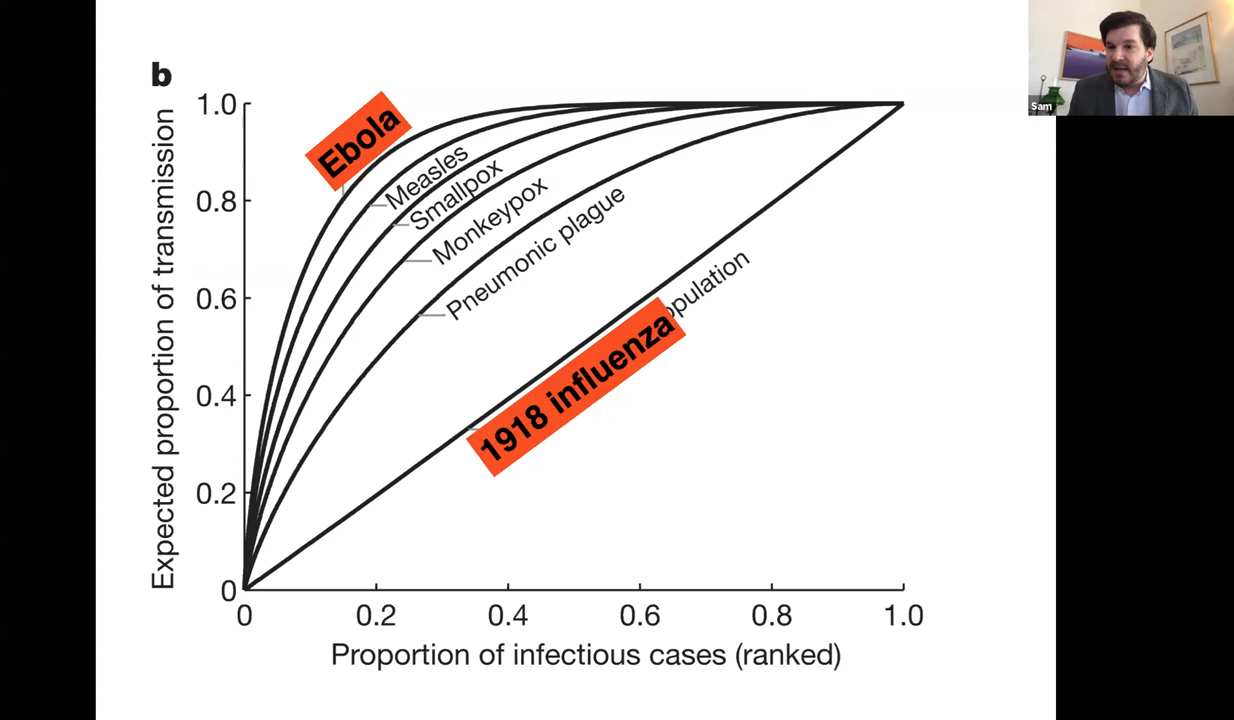 b
Sam
Expected proportion of transmission
1.0
0.8
0.6
0.4
0.2
0
Ebola
Measles
Smallpox
Monkeypox
Pneumonic plague
opulation
1918 influenza
0 0.2 0.4 0.6 0.8 1.0
Proportion of infectious cases (ranked)